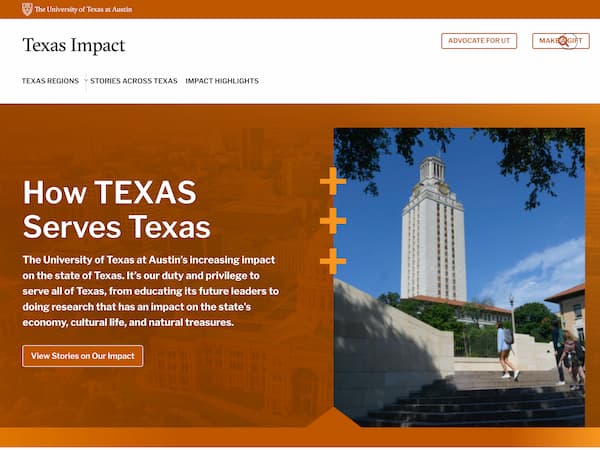 The University of Texas at Austin
Texas Impact
ADVOCATE FOR UT
MAKE A GIFT
TEXAS REGIONS
STORIES ACROSS TEXAS
IMPACT HIGHLIGHTS
How TEXAS
Serves Texas
The University of Texas at Austin's increasing impact
on the state of Texas. It's our duty and privilege to
serve all of Texas, from educating its future leaders to
doing research that has an impact on the state's
economy, cultural life, and natural treasures.
View Stories on Our Impact